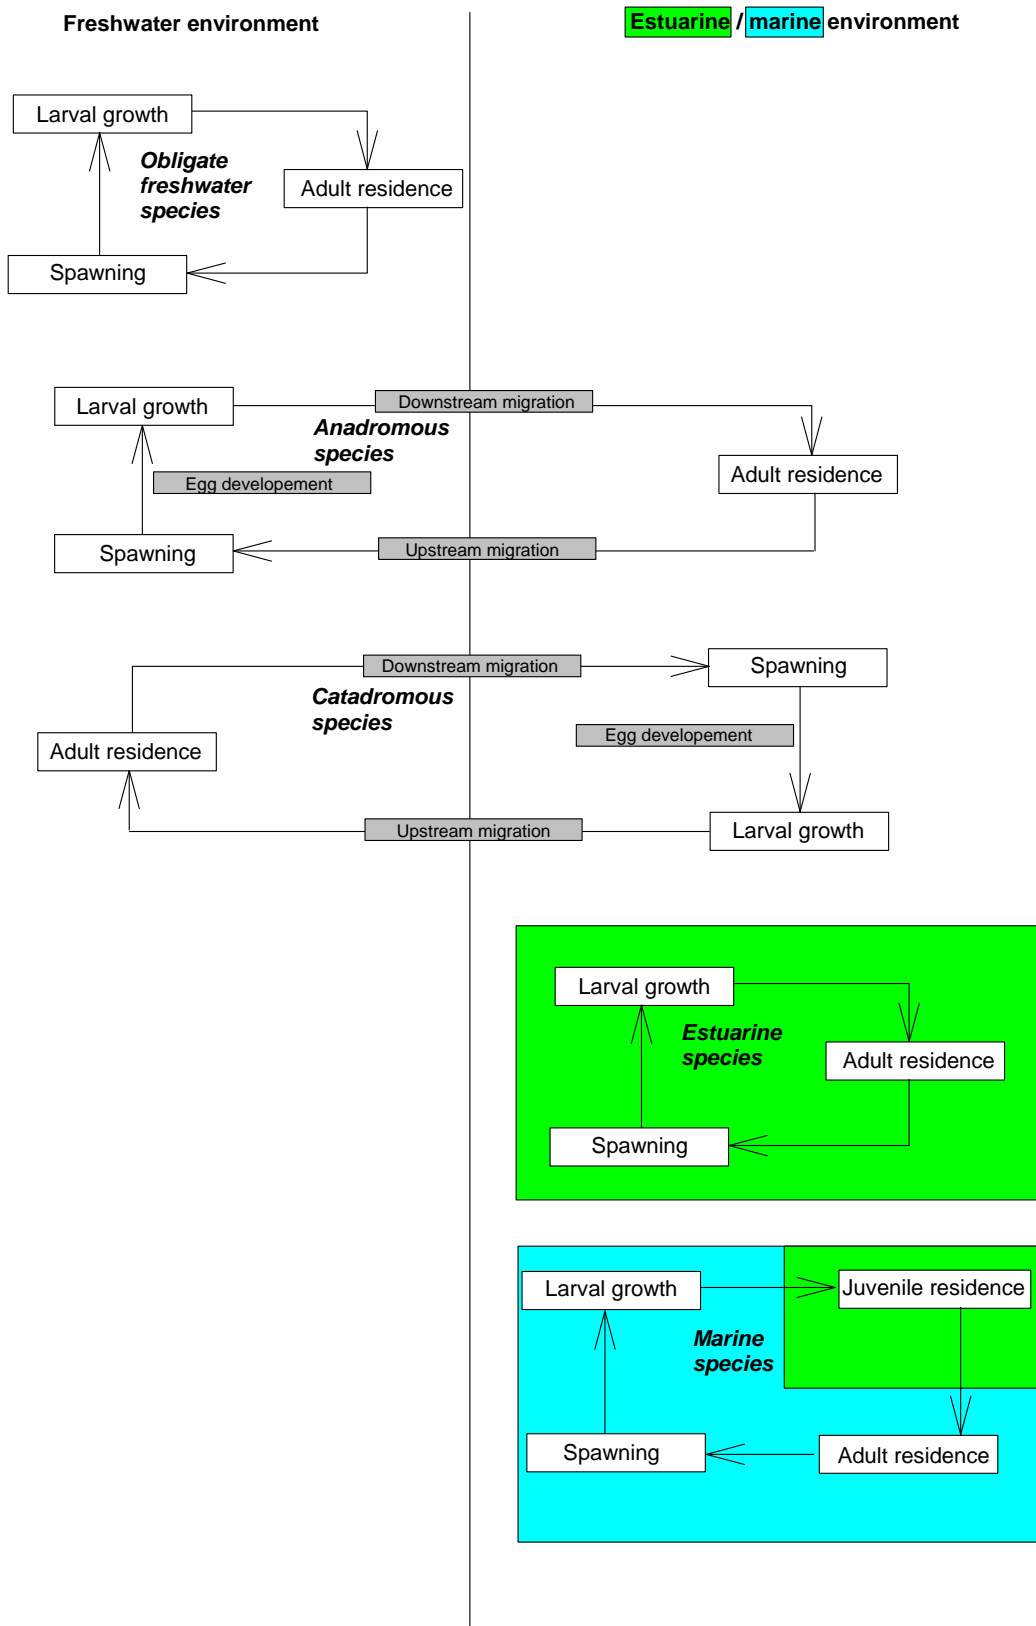 Freshwater environment
Estuarine / marine environment
Larval growth
Obligate
freshwater
species
Adult residence
Spawning
Larval growth
Downstream migration
Anadromous
species
Adult residence
Egg developement
Spawning
Upstream migration
Downstream migration
Spawning
Catadromous
species
Egg developement
Adult residence
Upstream migration
Larval growth
Larval growth
Estuarine
species
Adult residence
Spawning
Larval growth
Juvenile residence
Marine
species
Spawning
Adult residence